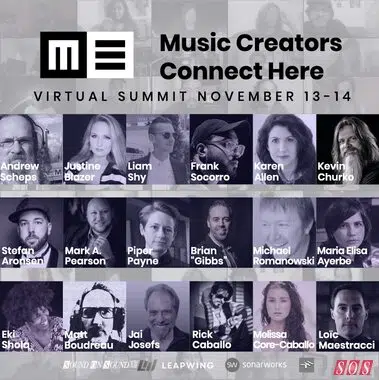 ME
Music Creators
Connect Here
VIRTUAL SUMMIT NOVEMBER 13-14
Andrew Scheps
Justine Blazer
Liam Shy
Frank Socorro
Karen Allen
Kevin Churko
Stefan Aronsen
Mark A. Pearson
Piper Payne
Brian "Gibbs
Michael Romanowski
Maria Elisa Ayerbe
Eki Shola
Matt Boudreau
Jai Josefs
Rick Caballo
Melissa Core-Caballo
Loïc Maestracci
SOUND ON SOUND
LEAPWING
SW sonarworks
SOS